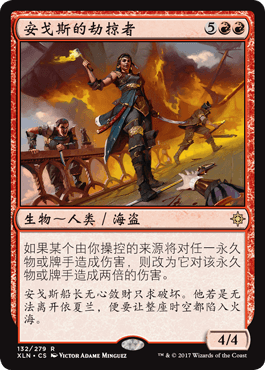 安戈斯的劫掠者 5
生物～人类 / 海盗
如果某个由你操控的来源将对任一永久
物或牌手造成伤害，则改为它对该永久
物或牌手造成两倍的伤害。
安戈斯船长无心敛财只求破坏。他若是无
法离开依夏兰，便要让整座时空都陷入火
海。
4/4
132/279 R
XLN • CS VICTOR ADAME MINGUEZ
™ & © 2017 Wizards of the Coast